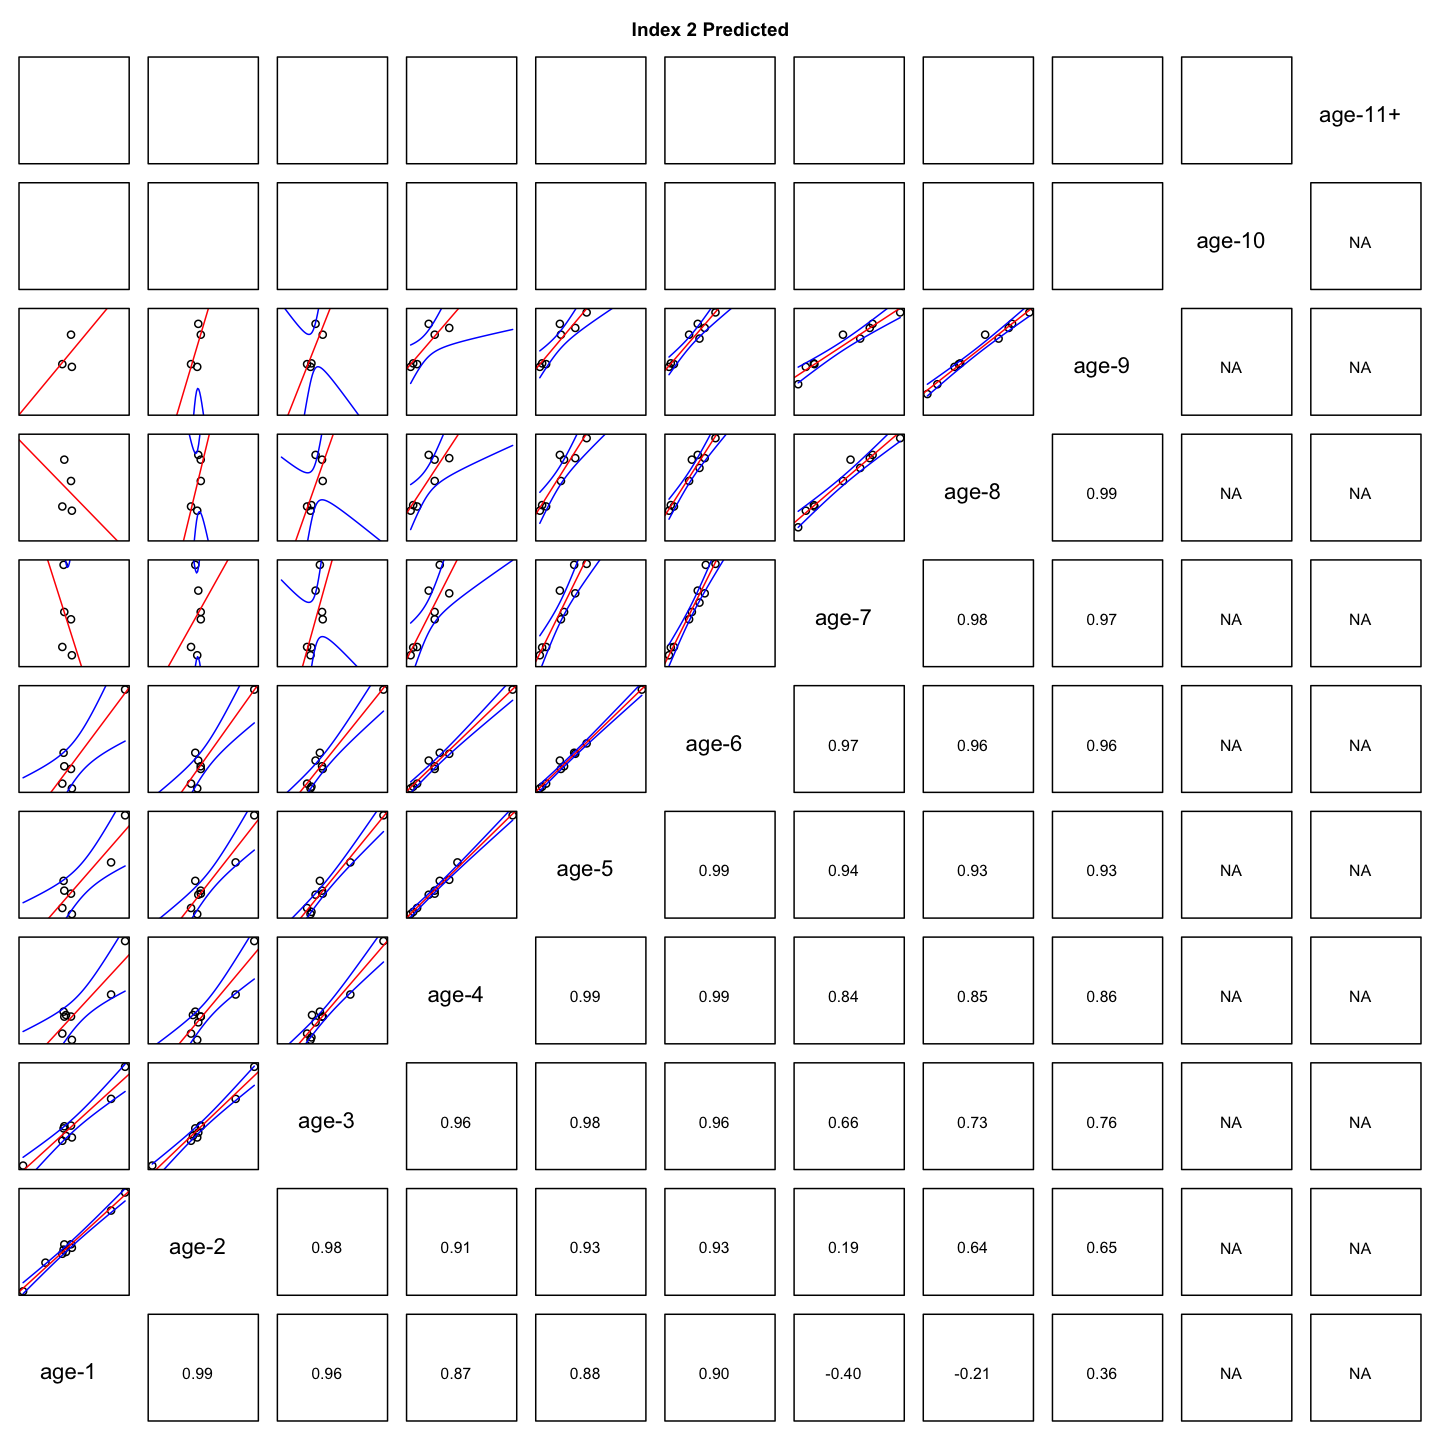 Index 2 Predicted
age-11+
age-10 NA
age-9 NA NA
age-8 0.99 NA NA
age-7 0.98 0.97 NA NA
age-6 0.97 0.96 0.96 NA NA
age-5 0.99 0.94 0.93 0.93 NA NA
age-4 0.99 0.99 0.84 0.85 0.86 NA NA
age-3 0.96 0.98 0.96 0.66 0.73 0.76 NA NA
age-2 0.98 0.91 0.93 0.93 0.19 0.64 0.65 NA NA
age-1 0.99 0.96 0.87 0.88 0.90 -0.40 -0.21 0.36 NA NA